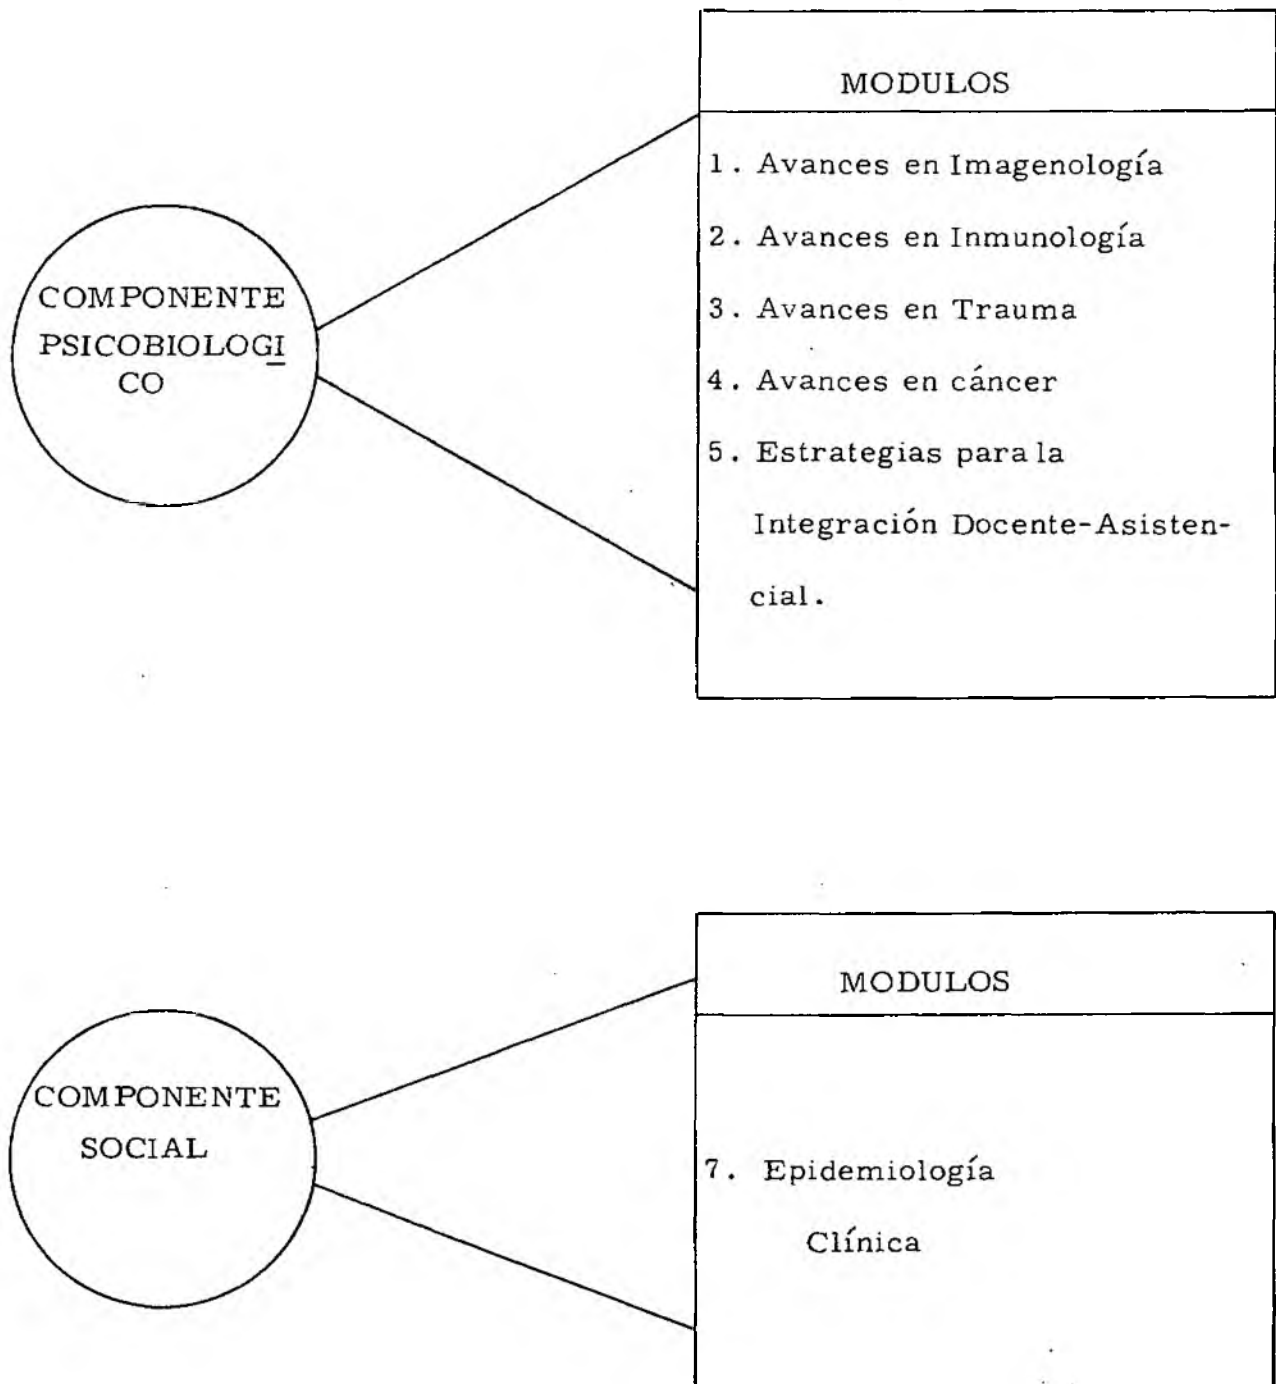 MODULOS
COMPONENTE
PSICOBIOLOGI
CO
1. Avances en Imagenología
2. Avances en Inmunología
3. Avances en Trauma
4. Avances en cáncer
5. Estrategias para la
Integración Docente-Asisten-
cial.
MODULOS
COMPONENTE
SOCIAL
7. Epidemiología
Clínica